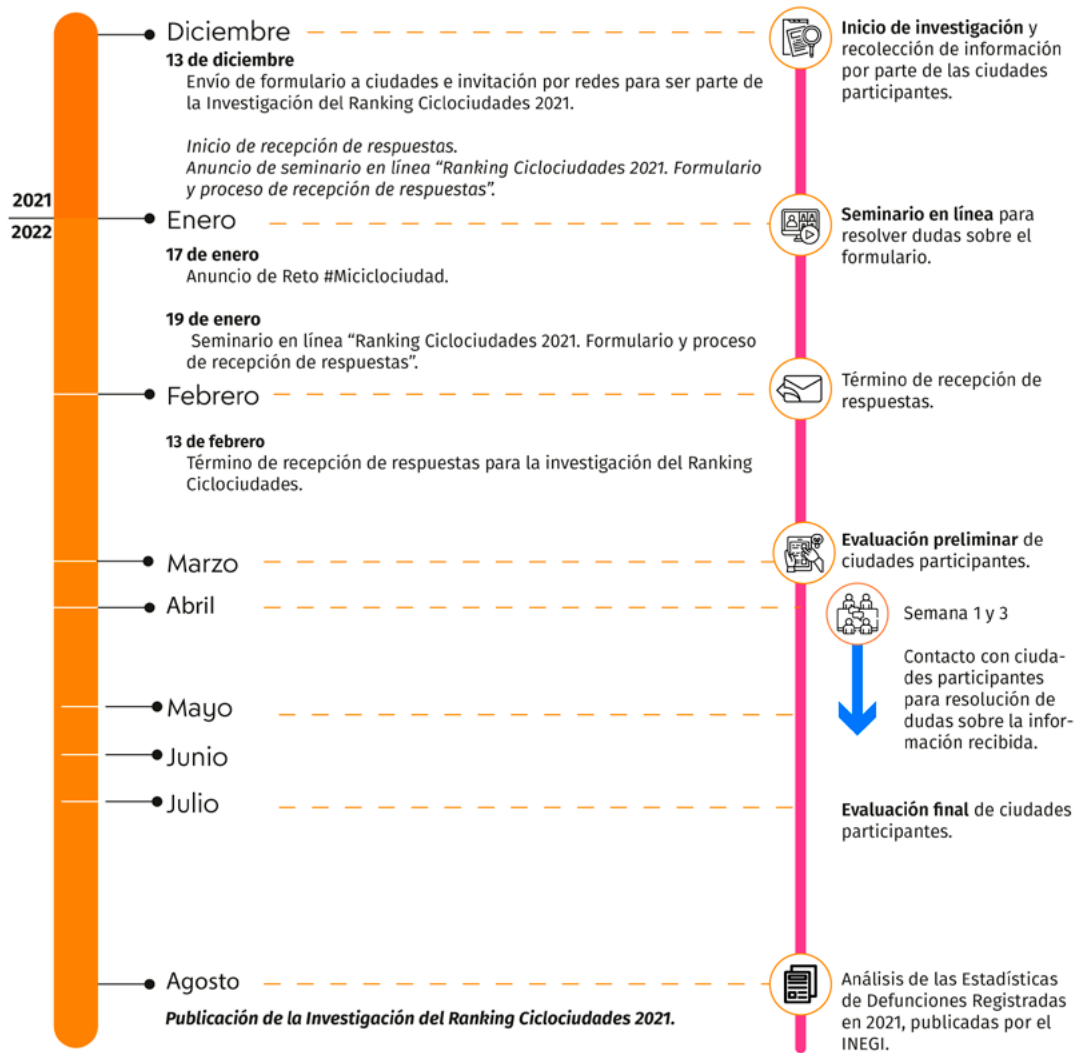 Diciembre
13 de diciembre
Envío de formulario a ciudades e invitación por redes para ser parte de
la Investigación del Ranking Ciclociudades 2021.
Inicio de recepción de respuestas.
Anuncio de seminario en línea “Ranking Ciclociudades 2021. Formulario
y proceso de recepción de respuestas”.
Inicio de investigación y
recolección de información
por parte de las ciudades
participantes.
2021
2022
Enero
17 de enero
Anuncio de Reto #Miciclociudad.
19 de enero
Seminario en línea “Ranking Ciclociudades 2021. Formulario y proceso
de recepción de respuestas”.
Seminario en línea para
resolver dudas sobre el
formulario.
Febrero
13 de febrero
Término de recepción de respuestas para la investigación del Ranking
Ciclociudades.
Término de recepción de
respuestas.
Marzo
Evaluación preliminar de
ciudades participantes.
Abril
Semana 1 y 3
Contacto con ciuda-
des participantes
para resolución de
dudas sobre la infor-
mación recibida.
Mayo
Junio
Julio
Evaluación final de ciudades
participantes.
Agosto
Publicación de la Investigación del Ranking Ciclociudades 2021.
Análisis de las Estadísticas
de Defunciones Registradas
en 2021, publicadas por el
INEGI.